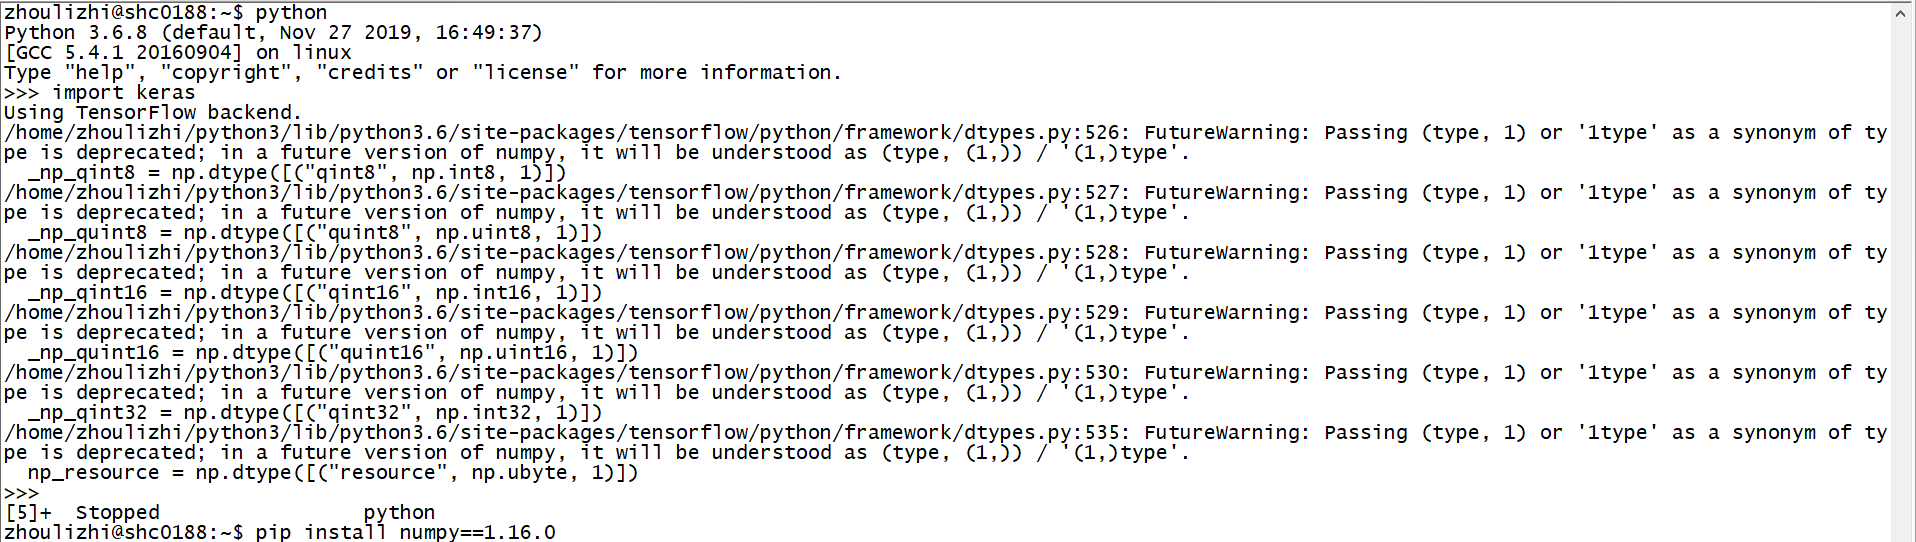 zhoulizhi@shc0188:~$ python
Python 3.6.8 (default, Nov 27 2019, 16:49:37)
[GCC 5.4.1 20160904] on linux
Type "help", "copyright", "credits" or "license" for more information.
>>> import keras
Using TensorFlow backend.
/home/zhoulizhi/python3/lib/python3.6/site-packages/tensorflow/python/framework/dtypes.py:526: FutureWarning: Passing (type, 1) or '1type' as a synonym of ty
pe is deprecated; in a future version of numpy, it will be understood as (type, (1,)) / '(1,)type'.
  _np_qint8 = np.dtype([("qint8", np.int8, 1)])
/home/zhoulizhi/python3/lib/python3.6/site-packages/tensorflow/python/framework/dtypes.py:527: FutureWarning: Passing (type, 1) or '1type' as a synonym of ty
pe is deprecated; in a future version of numpy, it will be understood as (type, (1,)) / '(1,)type'.
  _np_quint8 = np.dtype([("quint8", np.uint8, 1)])
/home/zhoulizhi/python3/lib/python3.6/site-packages/tensorflow/python/framework/dtypes.py:528: FutureWarning: Passing (type, 1) or '1type' as a synonym of ty
pe is deprecated; in a future version of numpy, it will be understood as (type, (1,)) / '(1,)type'.
  _np_qint16 = np.dtype([("qint16", np.int16, 1)])
/home/zhoulizhi/python3/lib/python3.6/site-packages/tensorflow/python/framework/dtypes.py:529: FutureWarning: Passing (type, 1) or '1type' as a synonym of ty
pe is deprecated; in a future version of numpy, it will be understood as (type, (1,)) / '(1,)type'.
  _np_quint16 = np.dtype([("quint16", np.uint16, 1)])
/home/zhoulizhi/python3/lib/python3.6/site-packages/tensorflow/python/framework/dtypes.py:530: FutureWarning: Passing (type, 1) or '1type' as a synonym of ty
pe is deprecated; in a future version of numpy, it will be understood as (type, (1,)) / '(1,)type'.
  _np_qint32 = np.dtype([("qint32", np.int32, 1)])
/home/zhoulizhi/python3/lib/python3.6/site-packages/tensorflow/python/framework/dtypes.py:535: FutureWarning: Passing (type, 1) or '1type' as a synonym of ty
pe is deprecated; in a future version of numpy, it will be understood as (type, (1,)) / '(1,)type'.
  np_resource = np.dtype([("resource", np.ubyte, 1)])
>>>
[5]+  Stopped                 python
zhoulizhi@shc0188:~$ pip install numpy==1.16.0